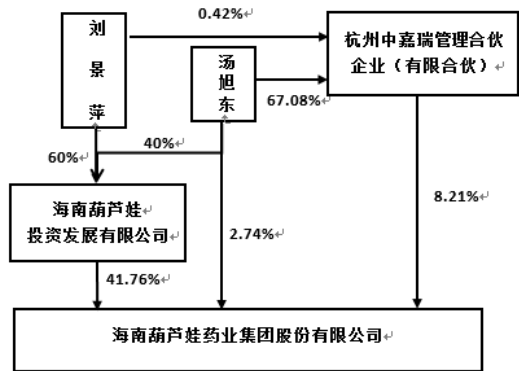 刘景萍
0.42%
杭州中嘉瑞管理合伙
企业（有限合伙）
汤旭东
67.08%
40%
60%
海南葫芦娃
投资发展有限公司
2.74%
8.21%
41.76%
海南葫芦娃药业集团股份有限公司